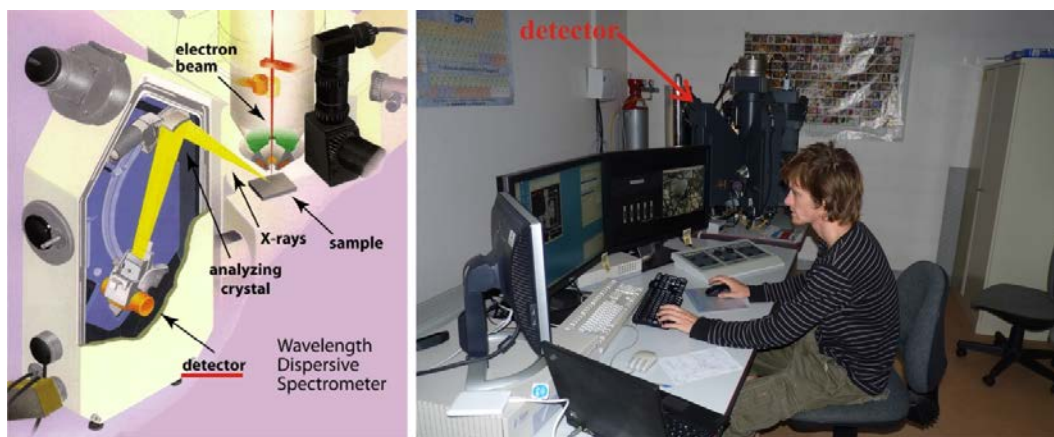 electron
beam
X-rays
sample
analyzing
crystal
detector
Wavelength
Dispersive
Spectrometer
detector